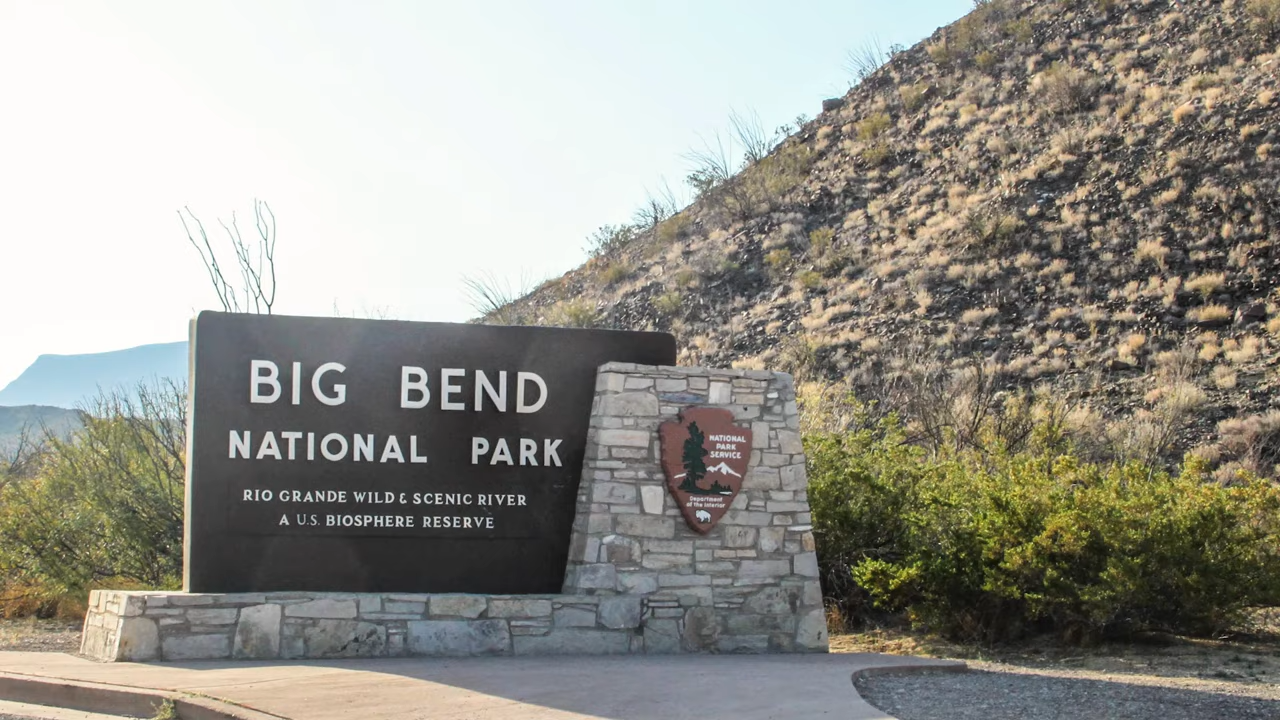 BIG BEND
NATIONAL PARK
RIO GRANDE WILD & SCENIC RIVER
A U.S. BIOSPHERE RESERVE
NATIONAL
PARK
SERVICE
Department
of the Interior